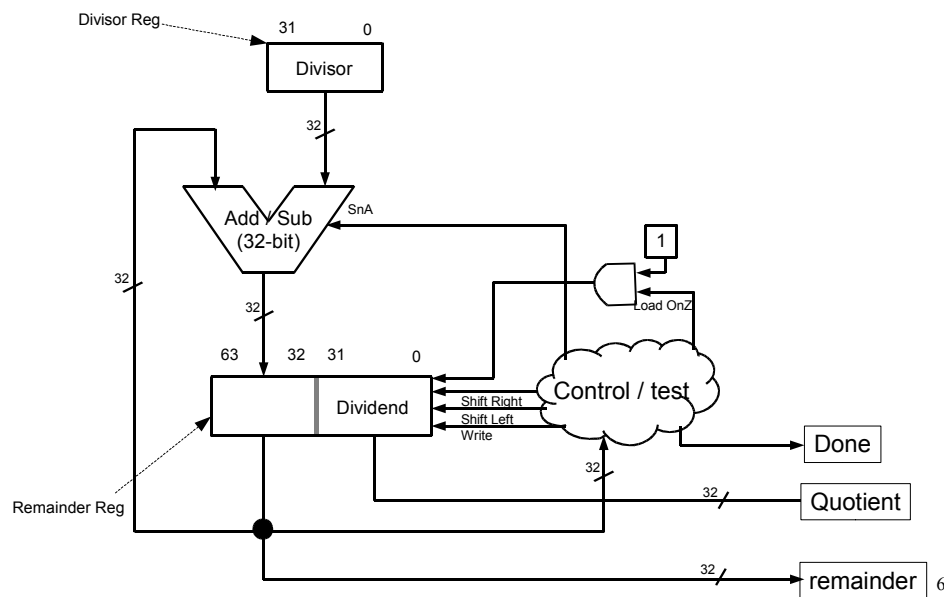 Divisor Reg
31 0
Divisor
32
Add / Sub
(32-bit)
SnA
1
32
32
Load OnZ
63 32 31 0
Dividend
Control / test
Shift Right
Shift Left
Write
Done
32
32
Quotient
Remainder Reg
32
remainder
6